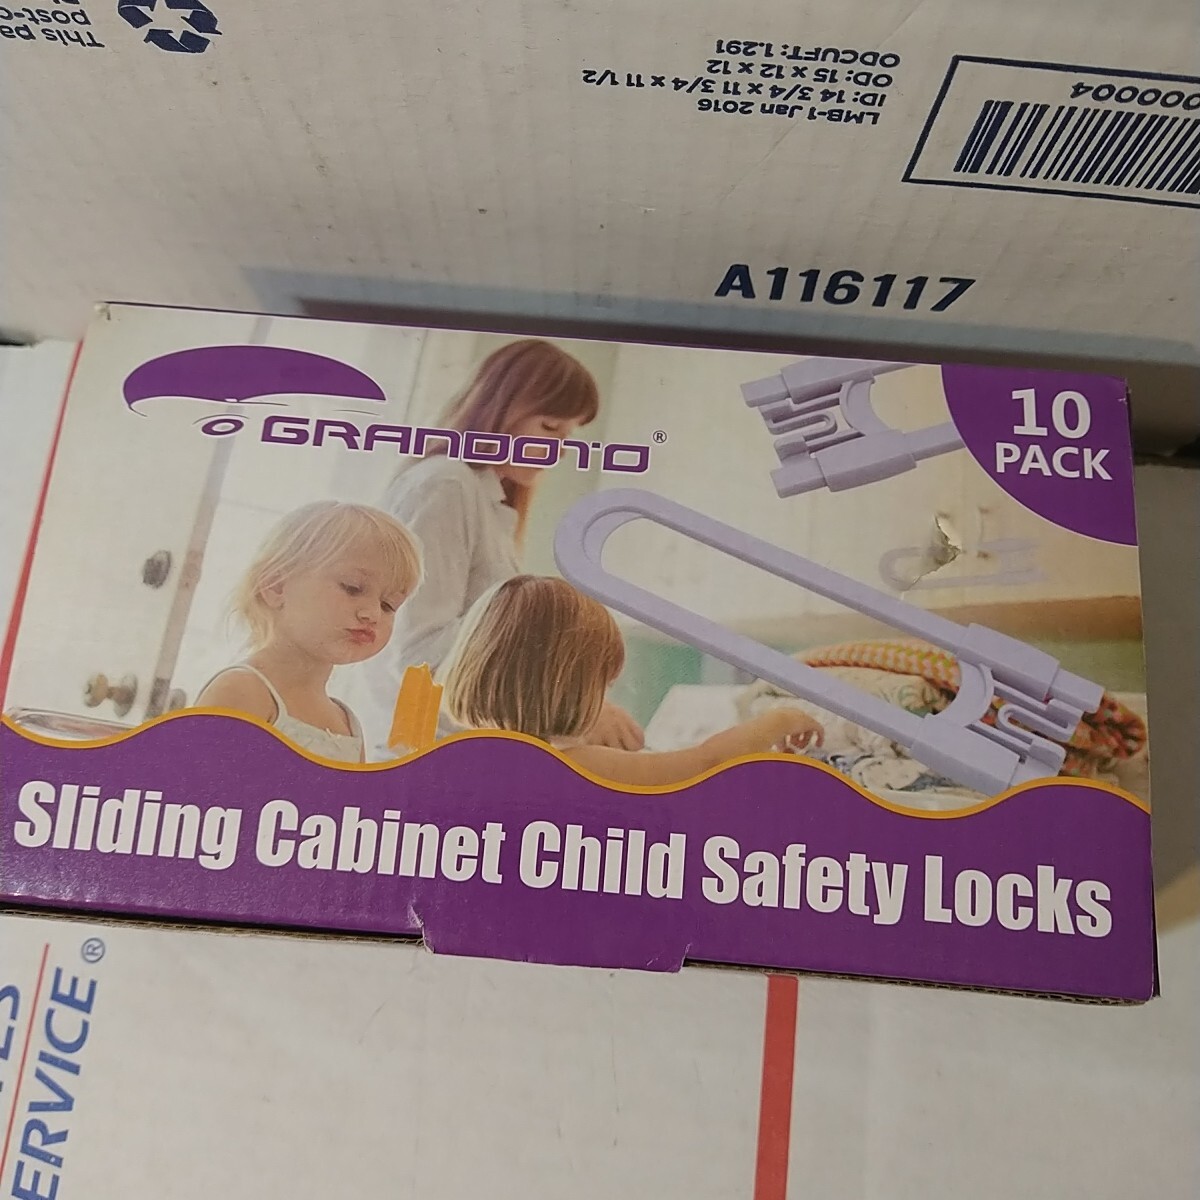 This pa
post-c
LMB-1 Jan 2016
ID: 14 3/4 x 11 3/4 x 11 1/2
OD: 15 x 12 x 12
ODCUFT: 1.291
000004
A116117
GRANDOTO®
10
PACK
Sliding Cabinet Child Safety Locks
ERVICE®